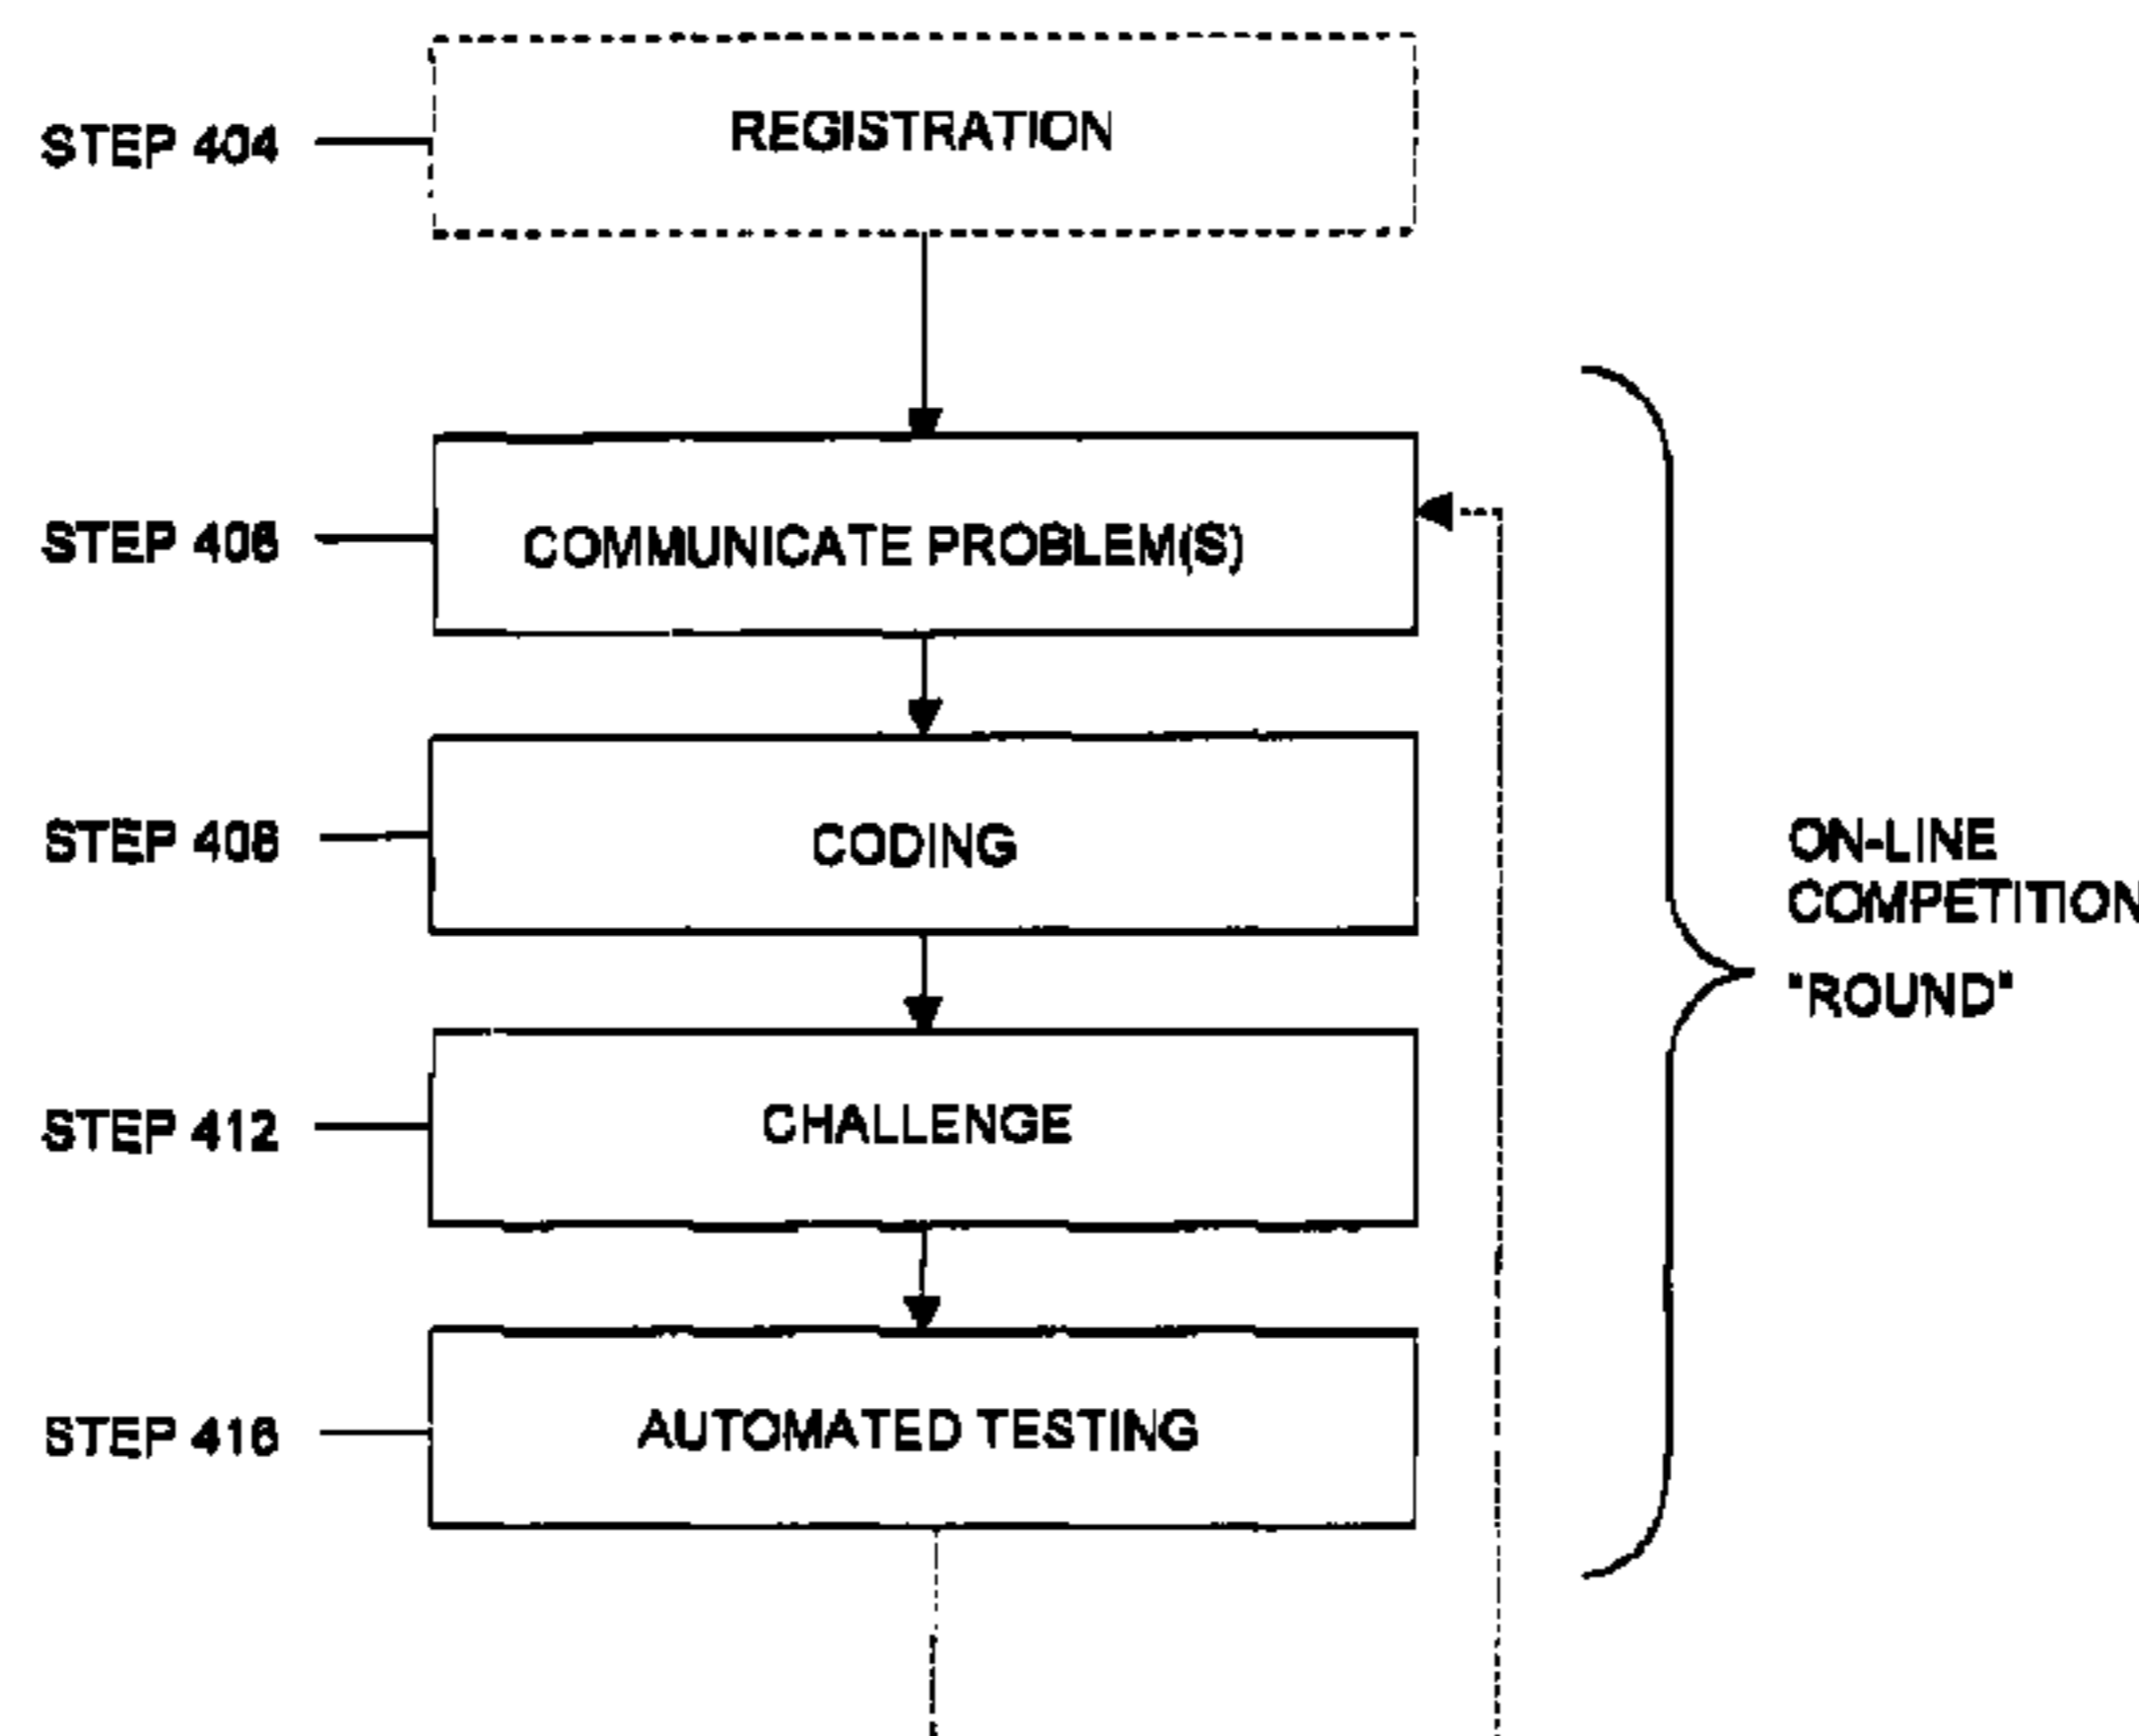 STEP 404
REGISTRATION
STEP 406
COMMUNICATE PROBLEM(S)
STEP 408
CODING
ON-LINE
COMPETITION
"ROUND"
STEP 412
CHALLENGE
STEP 416
AUTOMATED TESTING